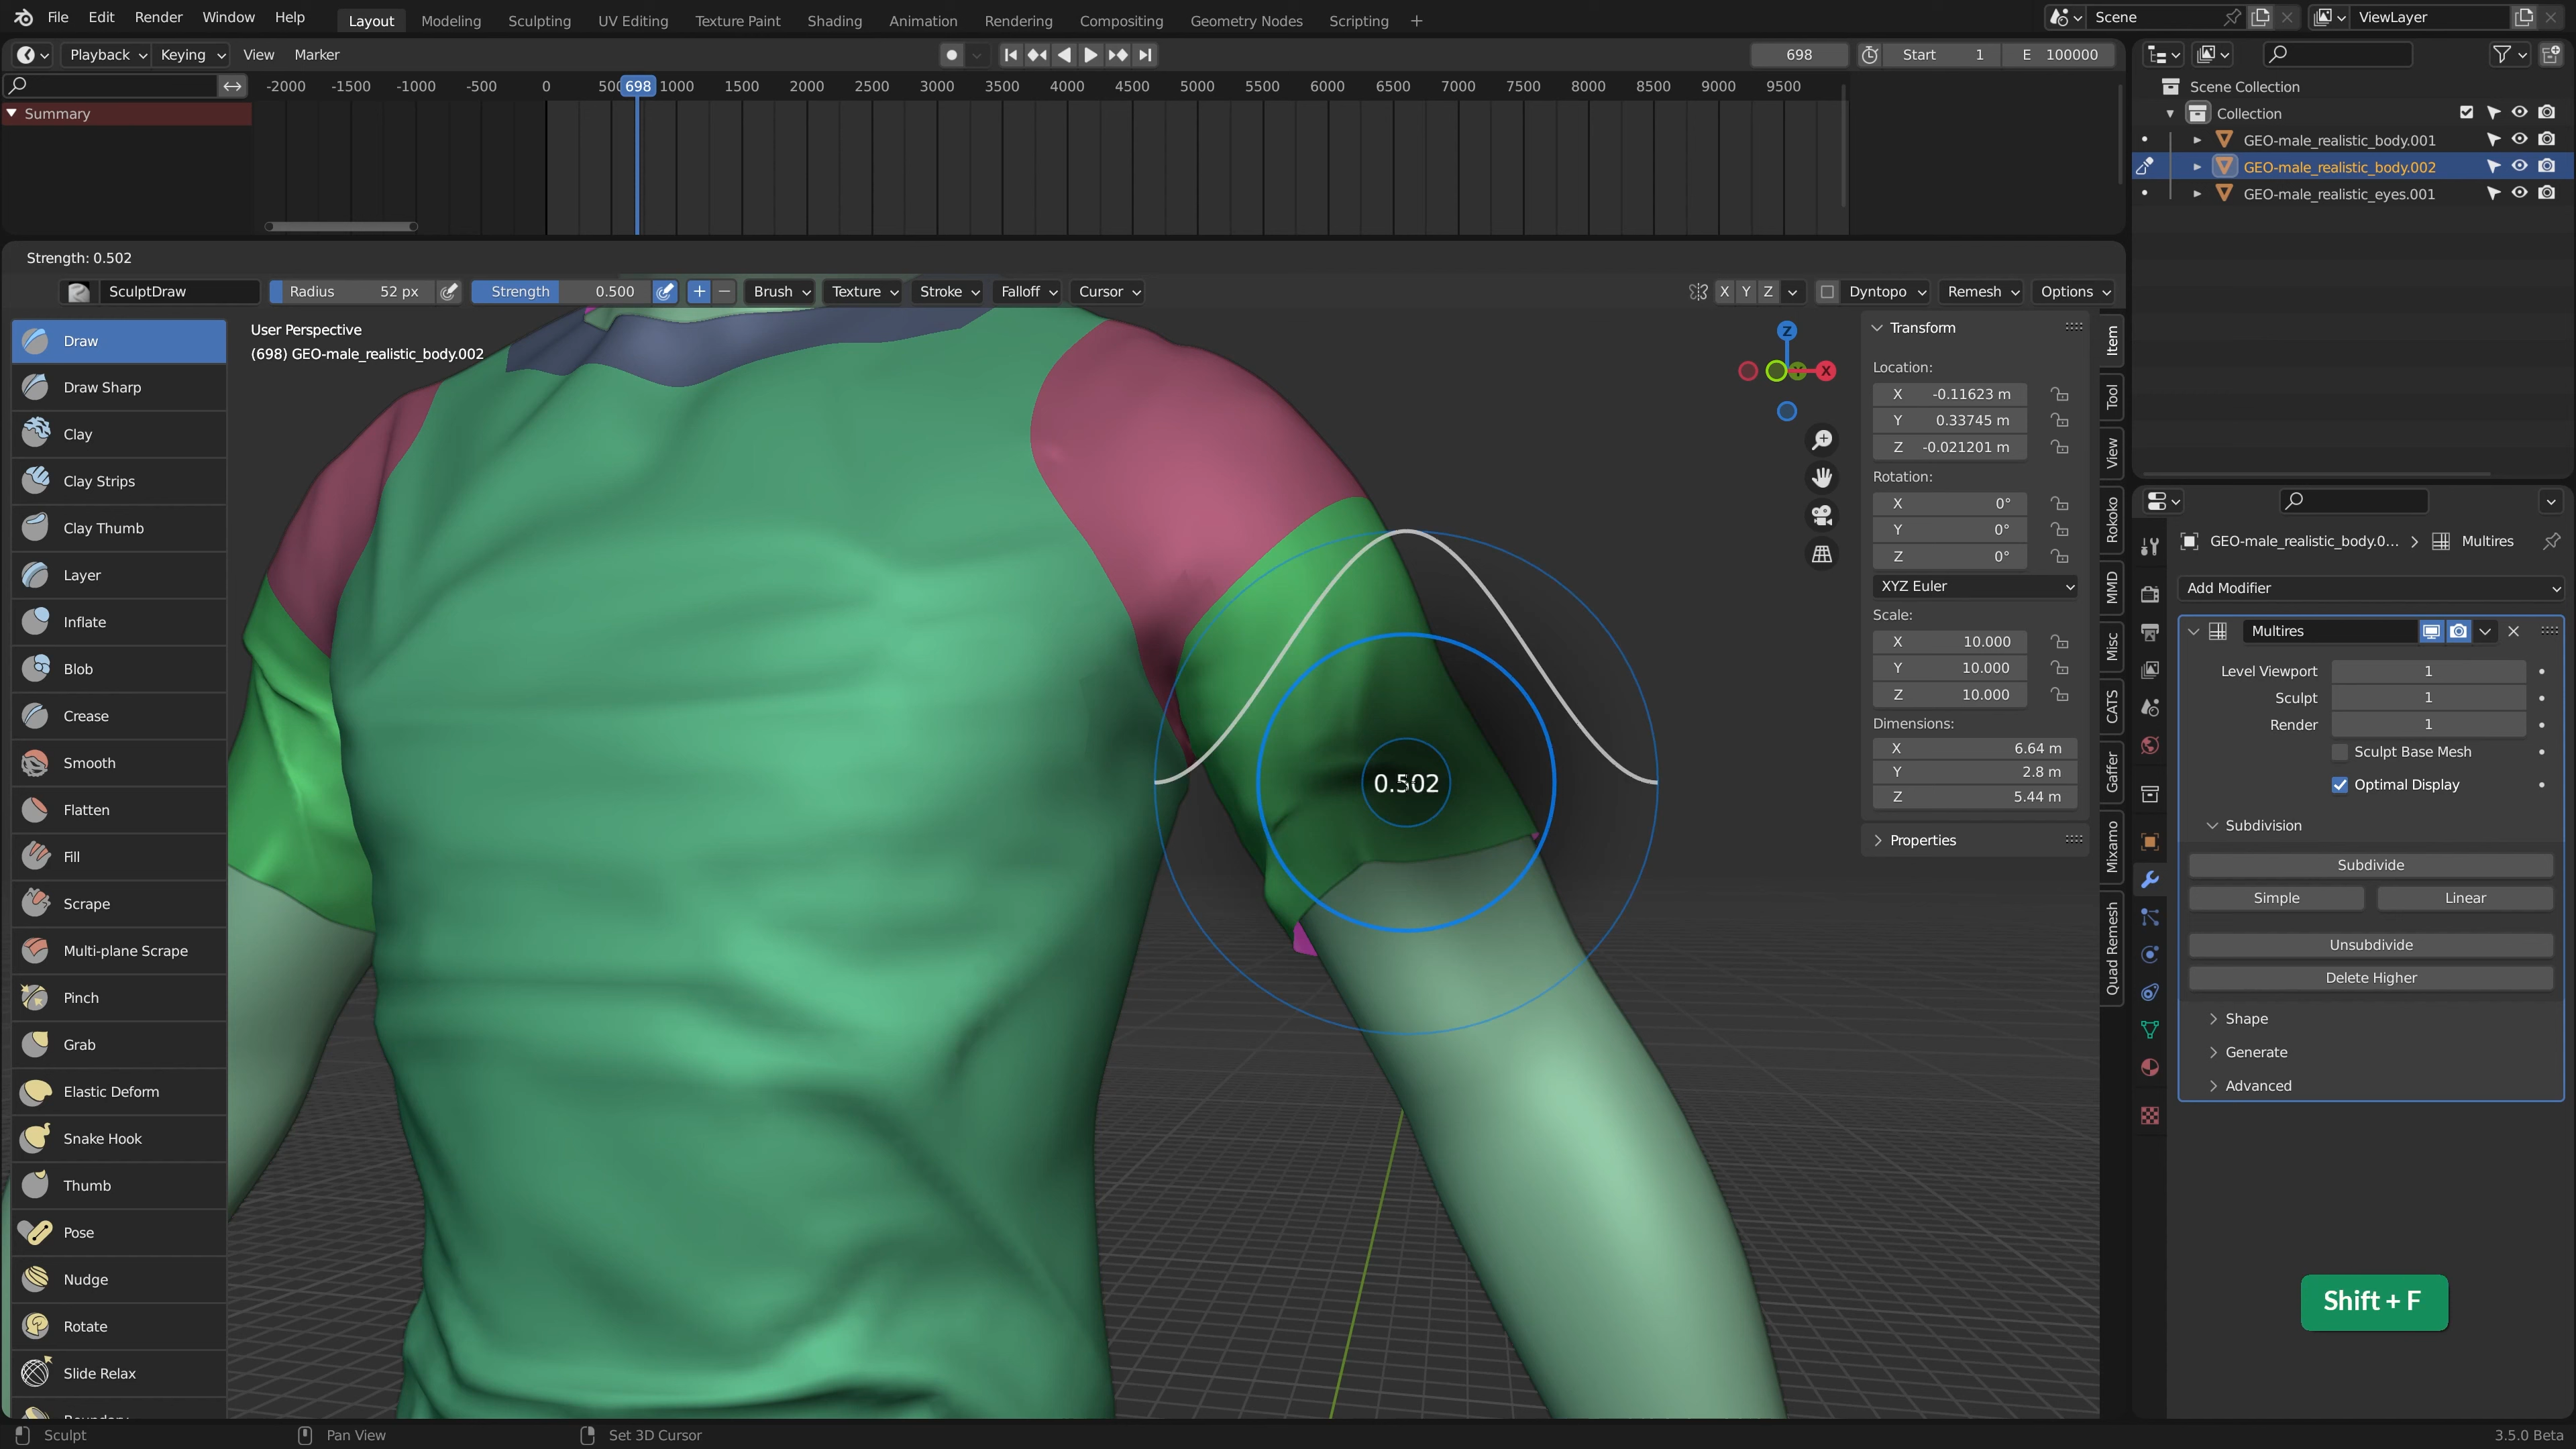 File Edit Render Window Help Layout Modeling Sculpting UV Editing Texture Paint Shading Animation Rendering Compositing Geometry Nodes Scripting + Scene ViewLayer
Playback Keying View Marker 698 Start 1 E 100000
-2000 -1500 -1000 -500 0 500 698 1000 1500 2000 2500 3000 3500 4000 4500 5000 5500 6000 6500 7000 7500 8000 8500 9000 9500
Summary
Scene Collection
Collection
GEO-male_realistic_body.001
GEO-male_realistic_body.002
GEO-male_realistic_eyes.001
Strength: 0.502
SculptDraw Radius 52 px Strength 0.500 + − Brush Texture Stroke Falloff Cursor X Y Z Dyntopo Remesh Options
User Perspective
(698) GEO-male_realistic_body.002
Draw
Draw Sharp
Clay
Clay Strips
Clay Thumb
Layer
Inflate
Blob
Crease
Smooth
Flatten
Fill
Scrape
Multi-plane Scrape
Pinch
Grab
Elastic Deform
Snake Hook
Thumb
Pose
Nudge
Rotate
Slide Relax
Boundary
0.502
Z
Y
X
Transform
Location:
X -0.11623 m
Y 0.33745 m
Z -0.021201 m
Rotation:
X 0°
Y 0°
Z 0°
XYZ Euler
Scale:
X 10.000
Y 10.000
Z 10.000
Dimensions:
X 6.64 m
Y 2.8 m
Z 5.44 m
Properties
Item
Tool
View
Rokoko
MMD
Misc
CATS
Gaffer
Mixamo
Quad Remesh
GEO-male_realistic_body.0... > Multires
Add Modifier
Multires
Level Viewport 1
Sculpt 1
Render 1
Sculpt Base Mesh
Optimal Display
Subdivision
Subdivide
Simple Linear
Unsubdivide
Delete Higher
Shape
Generate
Advanced
Shift + F
Sculpt Pan View Set 3D Cursor 3.5.0 Beta